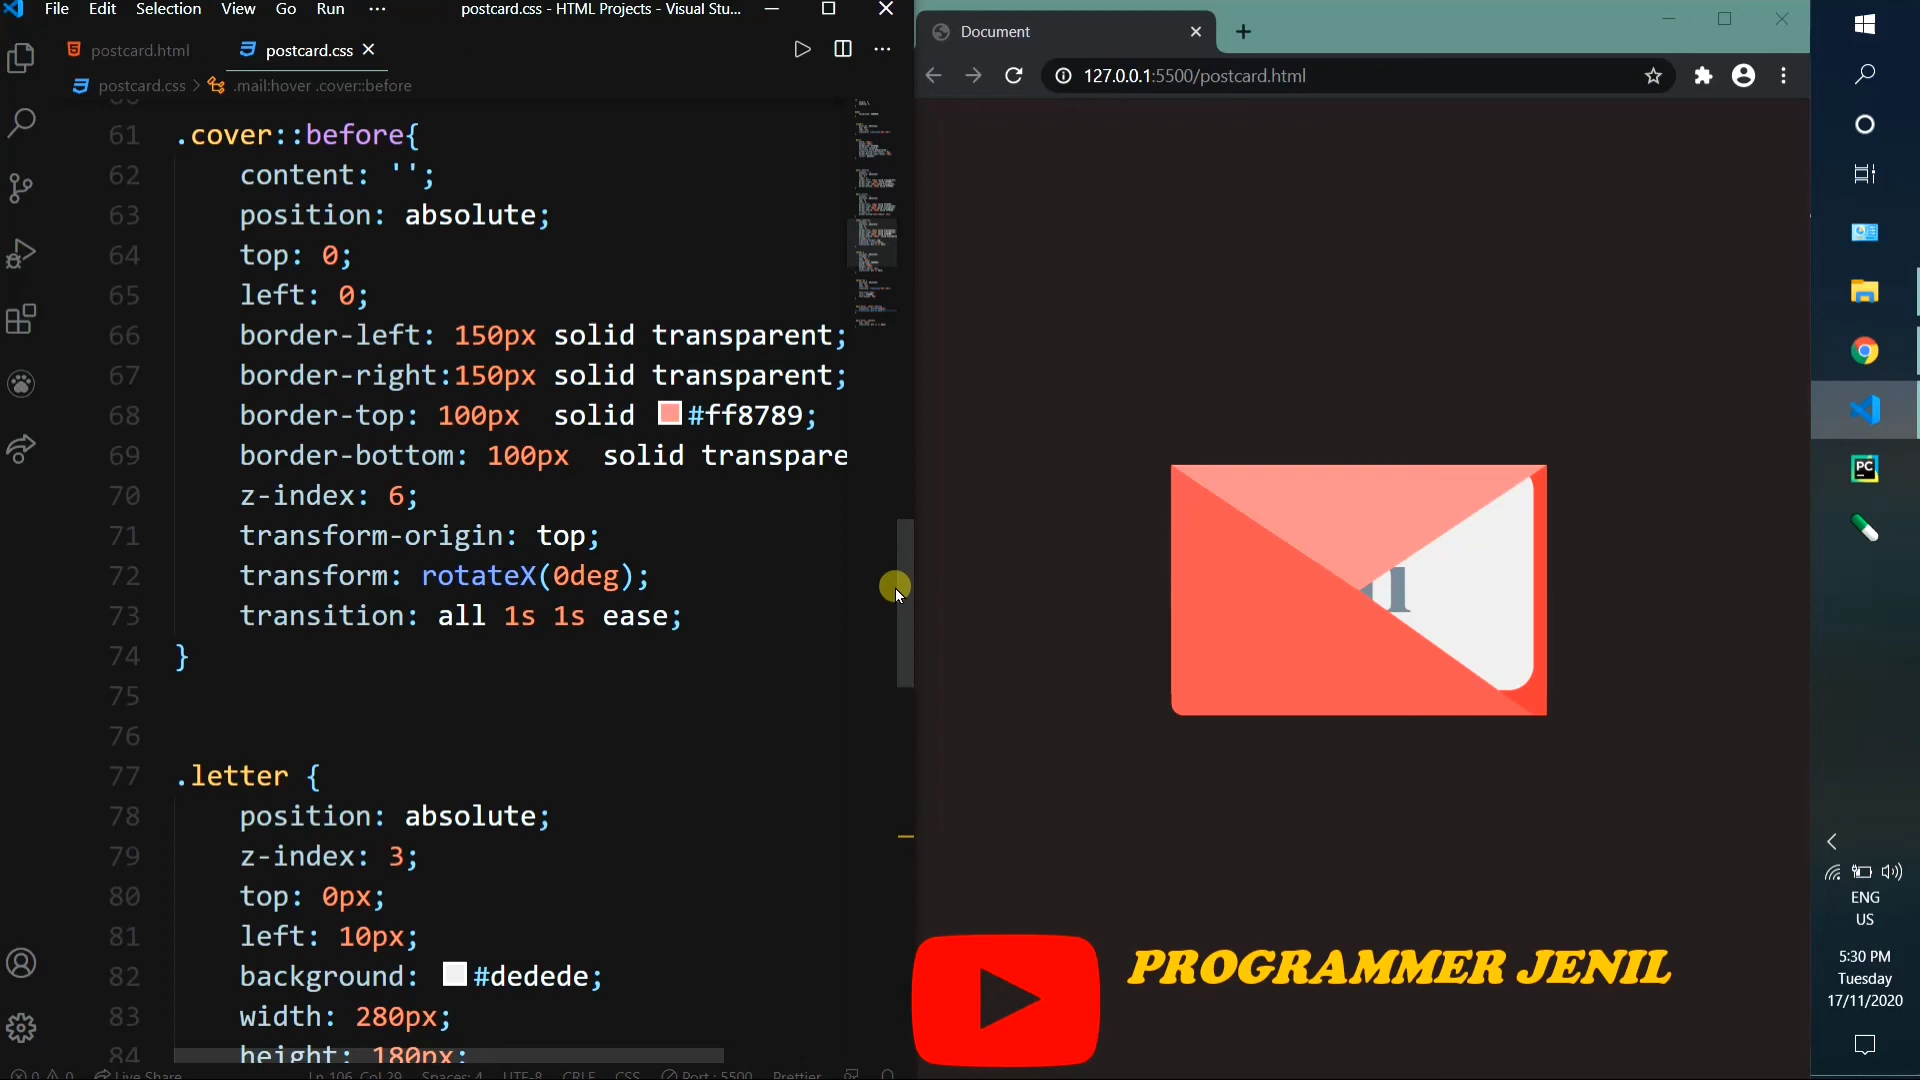 File Edit Selection View Go Run ···
postcard.css - HTML Projects - Visual Stu...
postcard.html
postcard.css
postcard.css > .mail:hover .cover::before
61 .cover::before{
62 content: '';
63 position: absolute;
64 top: 0;
65 left: 0;
66 border-left: 150px solid transparent;
67 border-right:150px solid transparent;
68 border-top: 100px  solid #ff8789;
69 border-bottom: 100px  solid transpare
70 z-index: 6;
71 transform-origin: top;
72 transform: rotateX(0deg);
73 transition: all 1s 1s ease;
74 }
75
76
77 .letter {
78 position: absolute;
79 z-index: 3;
80 top: 0px;
81 left: 10px;
82 background: #dedede;
83 width: 280px;
84 height: 180px;
Live Share Ln 106, Col 29 Spaces: 4 UTF-8 CRLF CSS Port : 5500 Prettier
Document
127.0.0.1:5500/postcard.html
PROGRAMMER JENIL
PC
ENG
US
5:30 PM
Tuesday
17/11/2020